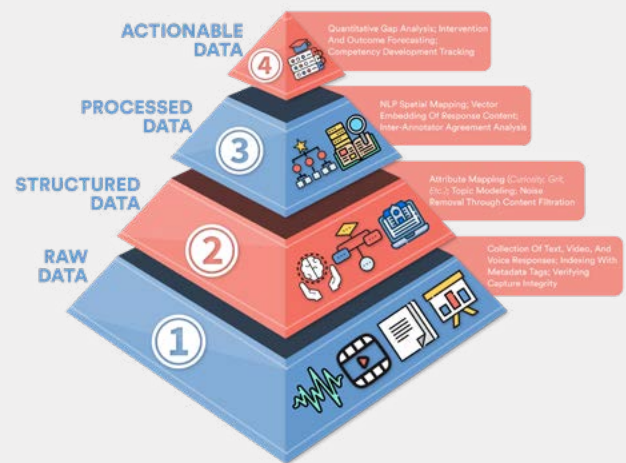 ACTIONABLE
DATA
4
Quantitative Gap Analysis; Intervention
And Outcome Forecasting;
Competency Development Tracking
PROCESSED
DATA
3
NLP Spatial Mapping; Vector
Embedding Of Response Content;
Inter-Annotator Agreement Analysis
STRUCTURED
DATA
2
Attribute Mapping (Curiosity, Grit,
Etc.); Topic Modeling; Noise
Removal Through Content Filtration
RAW
DATA
1
Collection Of Text, Video, And
Voice Responses; Indexing With
Metadata Tags; Verifying
Capture Integrity